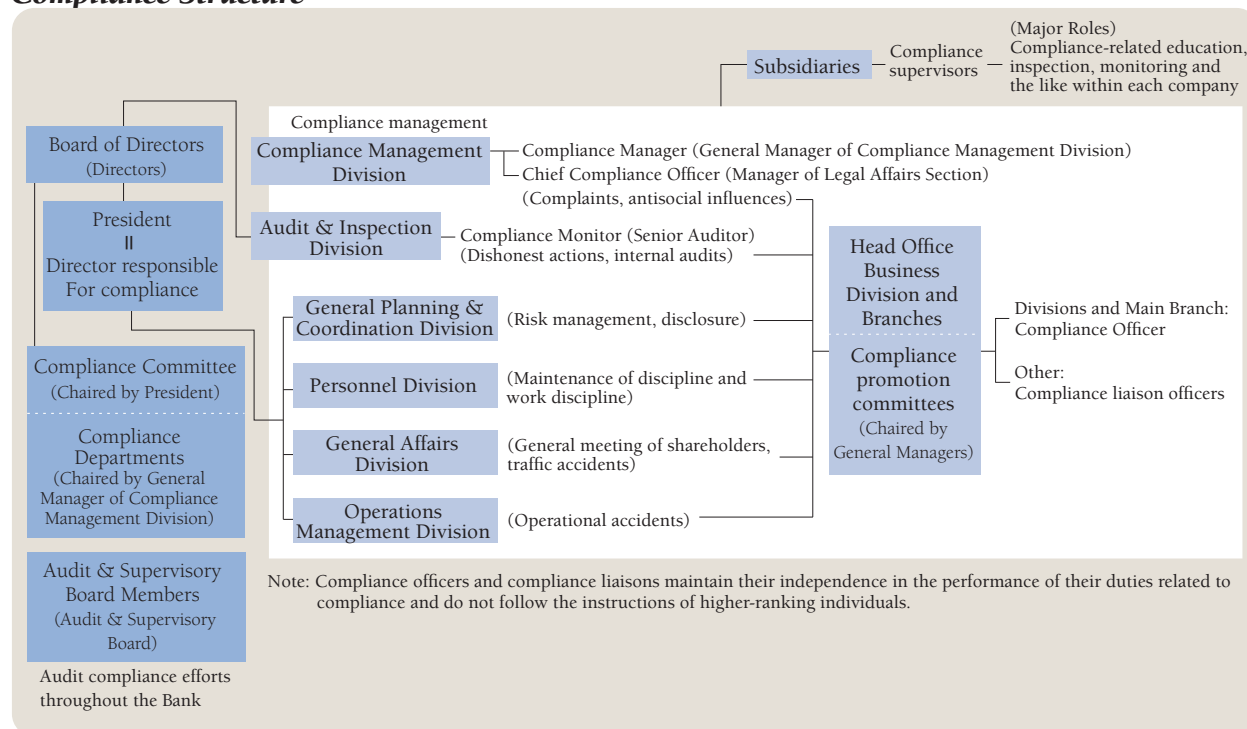 Compliance Structure
Subsidiaries
Compliance
supervisors
(Major Roles)
Compliance-related education,
inspection, monitoring and
the like within each company
Board of Directors
(Directors)
President
=
Director responsible
For compliance
Compliance Committee
(Chaired by President)
Compliance
Departments
(Chaired by General
Manager of Compliance
Management Division)
Audit & Supervisory
Board Members
(Audit & Supervisory
Board)
Audit compliance efforts
throughout the Bank
Compliance management
Compliance Management
Division
Compliance Manager (General Manager of Compliance Management Division)
Chief Compliance Officer (Manager of Legal Affairs Section)
(Complaints, antisocial influences)
Audit & Inspection
Division
Compliance Monitor (Senior Auditor)
(Dishonest actions, internal audits)
General Planning &
Coordination Division
(Risk management, disclosure)
Personnel Division
(Maintenance of discipline and
work discipline)
General Affairs
Division
(General meeting of shareholders,
traffic accidents)
Operations
Management Division
(Operational accidents)
Head Office
Business
Division and
Branches
Compliance
promotion
committees
(Chaired by
General Managers)
Divisions and Main Branch:
Compliance Officer
Other:
Compliance liaison officers
Note: Compliance officers and compliance liaisons maintain their independence in the performance of their duties related to
compliance and do not follow the instructions of higher-ranking individuals.